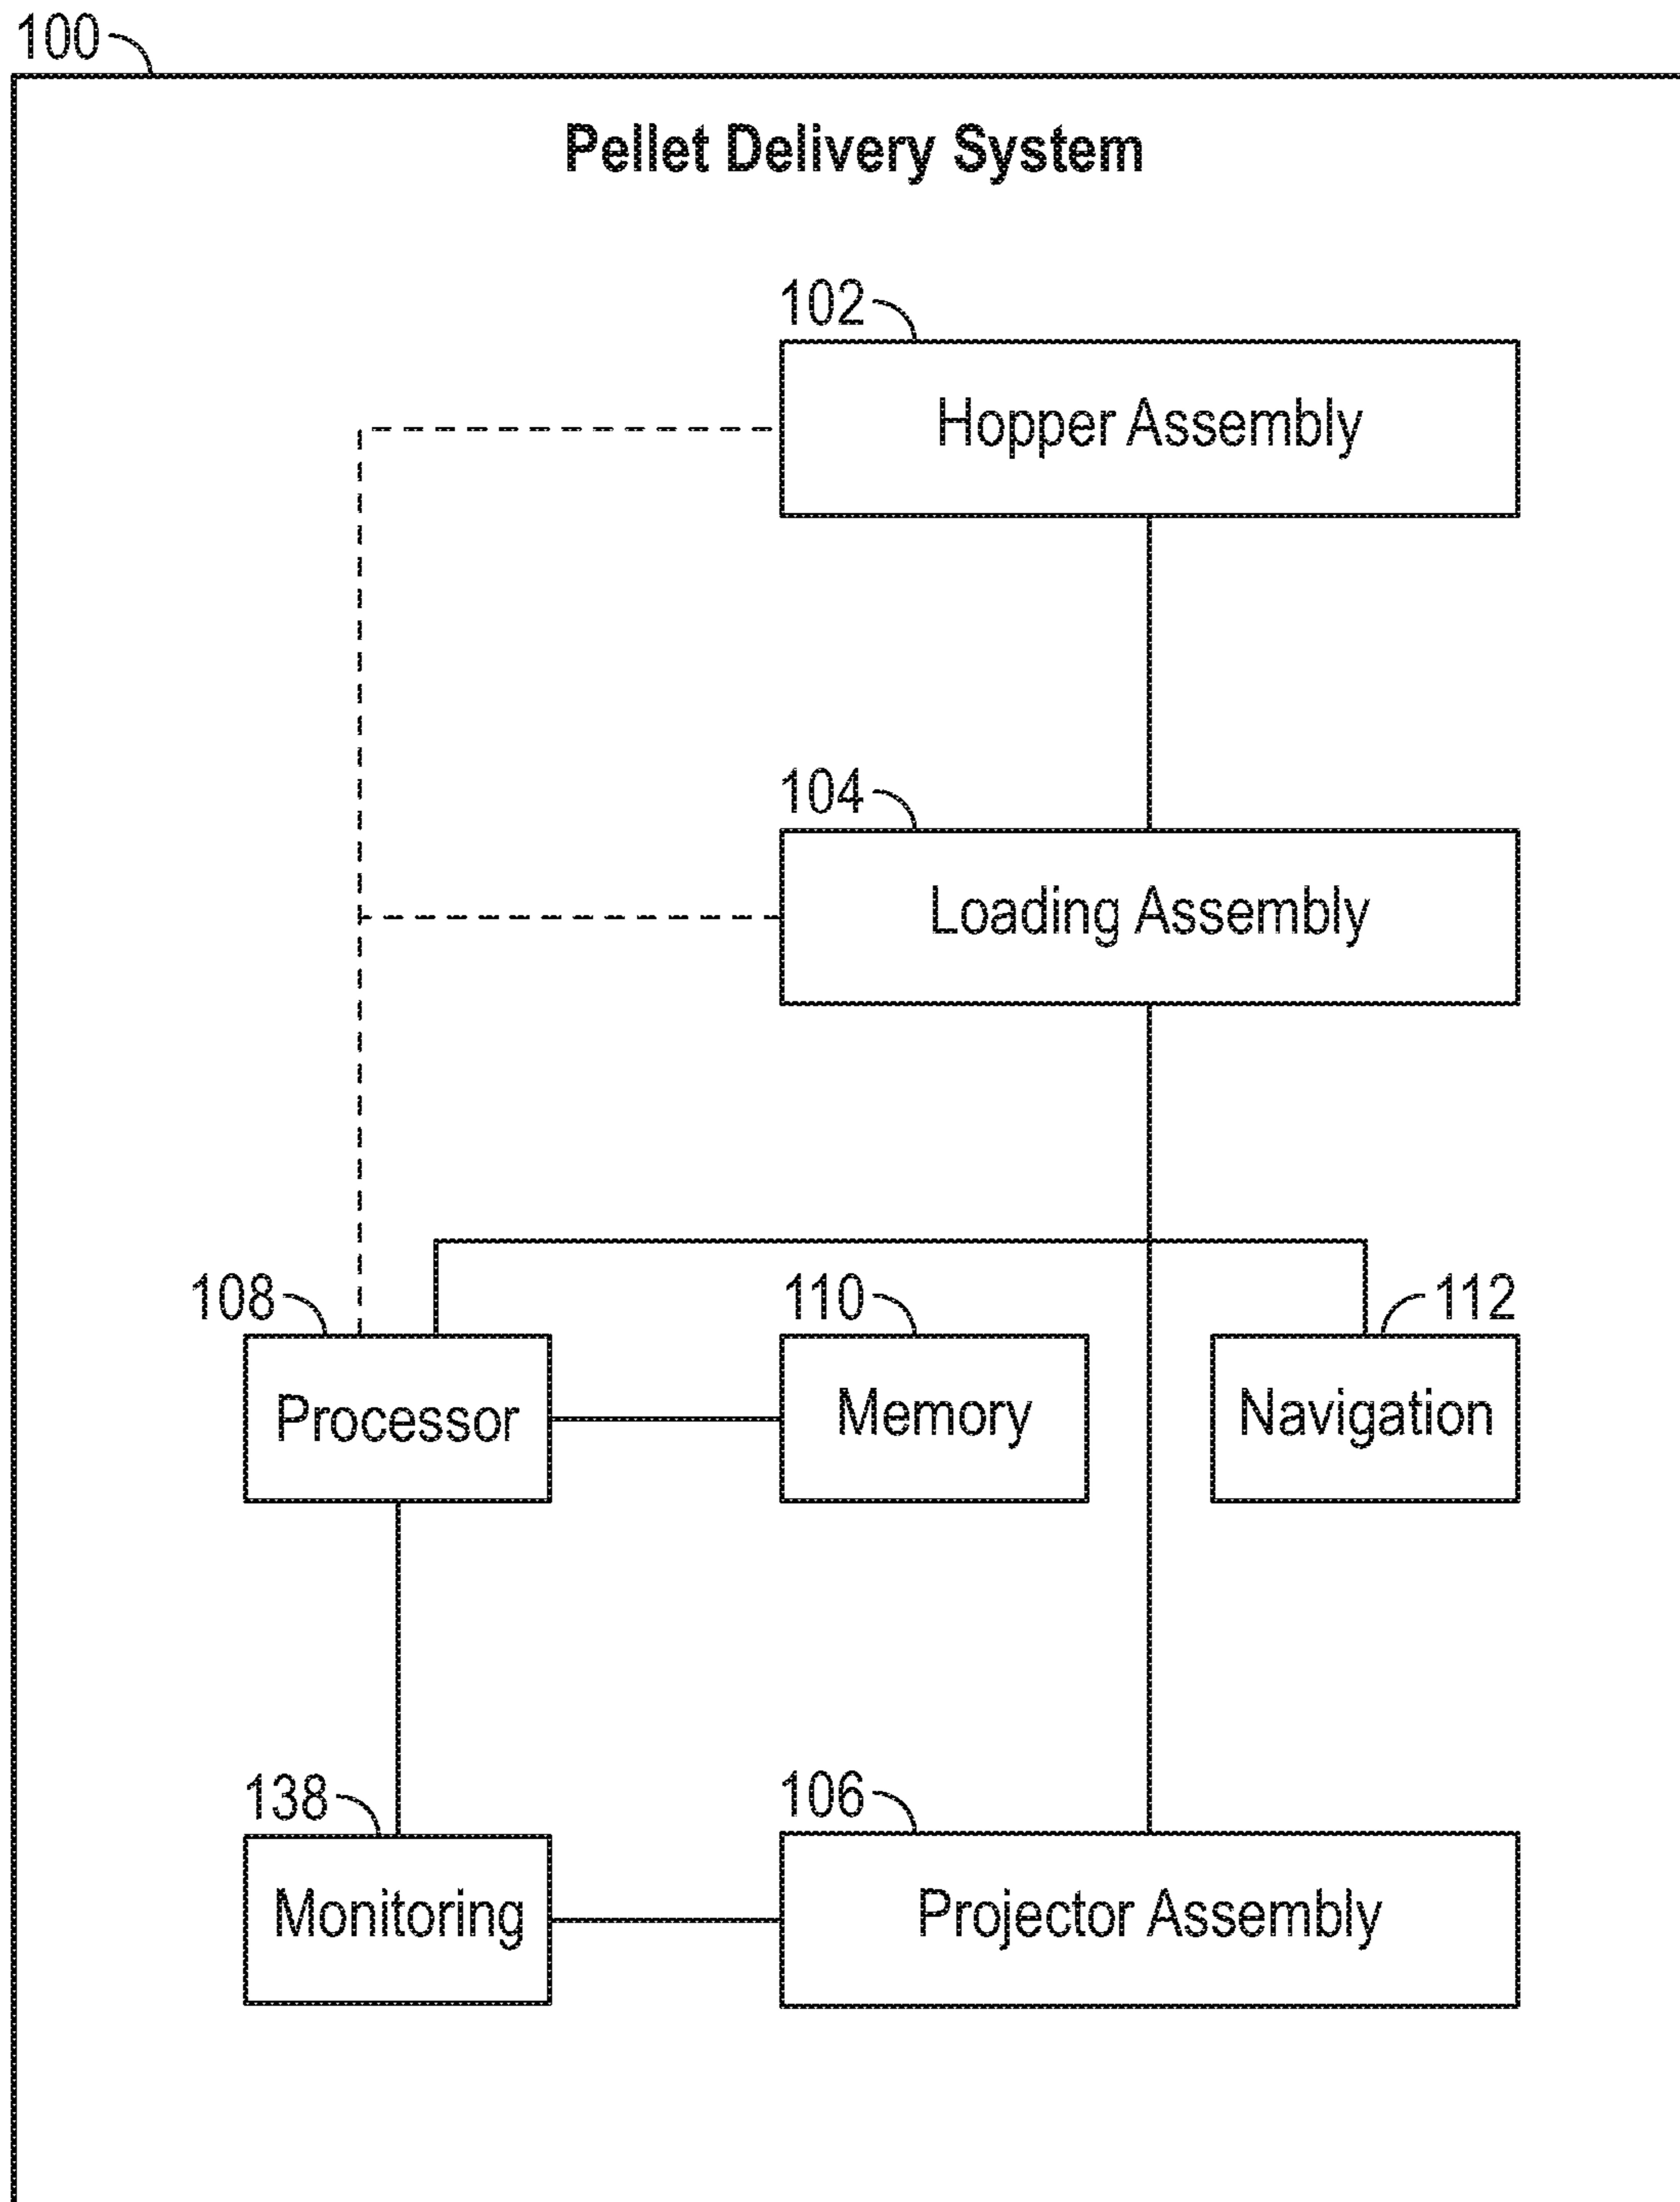 100
Pellet Delivery System
102
Hopper Assembly
104
Loading Assembly
108
110
112
Processor
Memory
Navigation
138
106
Monitoring
Projector Assembly